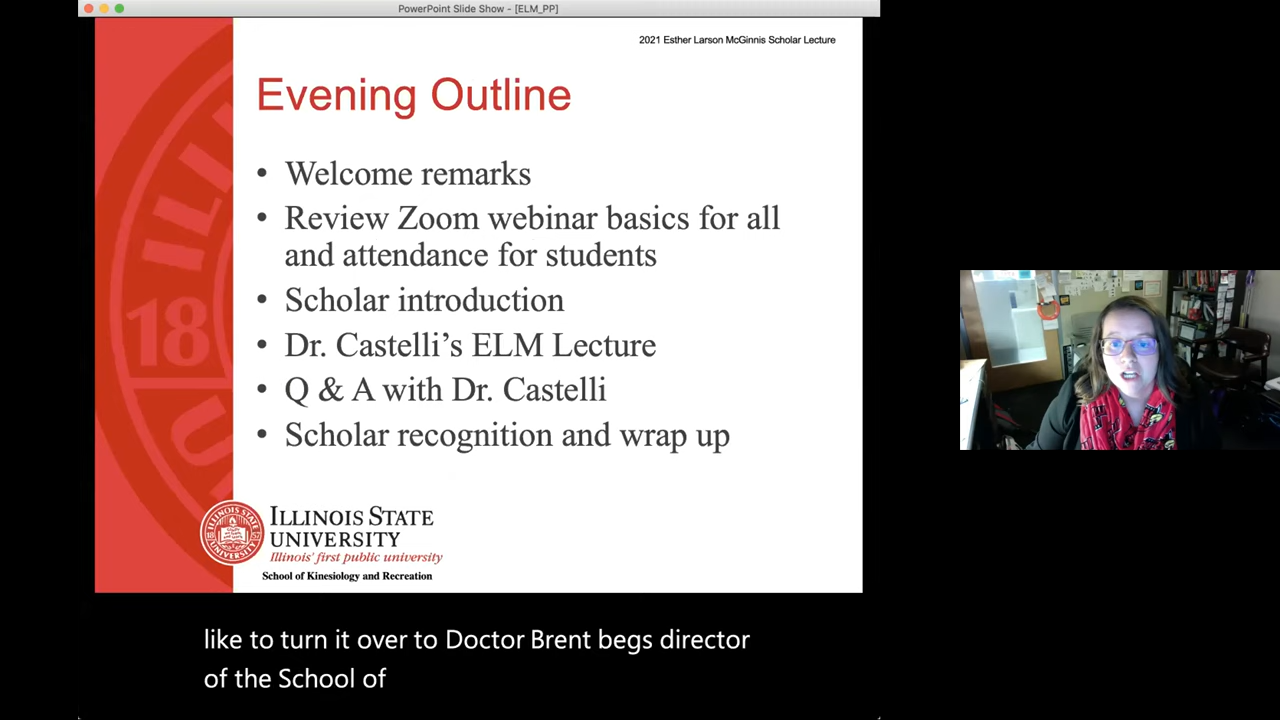 PowerPoint Slide Show - [ELM_PP]
2021 Esther Larson McGinnis Scholar Lecture
Evening Outline
• Welcome remarks
• Review Zoom webinar basics for all
and attendance for students
• Scholar introduction
• Dr. Castelli’s ELM Lecture
• Q & A with Dr. Castelli
• Scholar recognition and wrap up
ILLINOIS STATE
UNIVERSITY
Illinois' first public university
School of Kinesiology and Recreation
like to turn it over to Doctor Brent begs director
of the School of